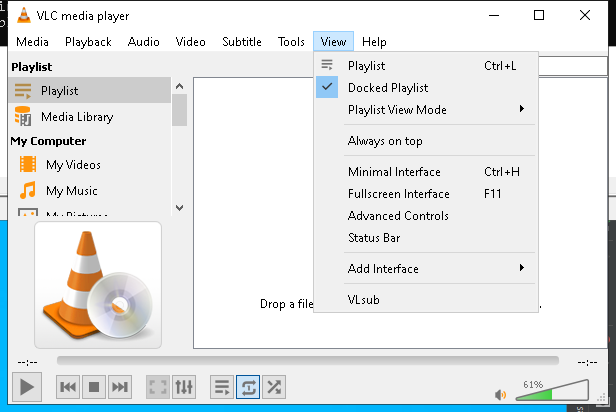 VLC media player
Media Playback Audio Video Subtitle Tools View Help
Playlist
Playlist
Media Library
My Computer
My Videos
My Music
My Pictures
Playlist Ctrl+L
Docked Playlist
Playlist View Mode
Always on top
Minimal Interface Ctrl+H
Fullscreen Interface F11
Advanced Controls
Status Bar
Add Interface
VLsub
Drop a file
--:-- --:--
61%